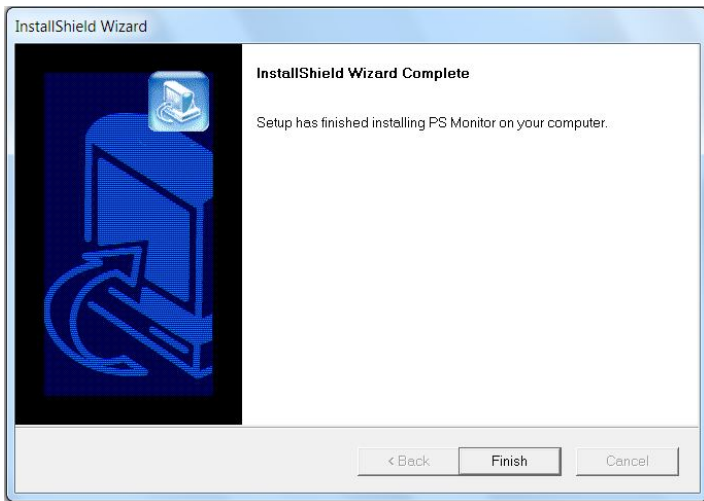 InstallShield Wizard
InstallShield Wizard Complete
Setup has finished installing PS Monitor on your computer.
< Back
Finish
Cancel